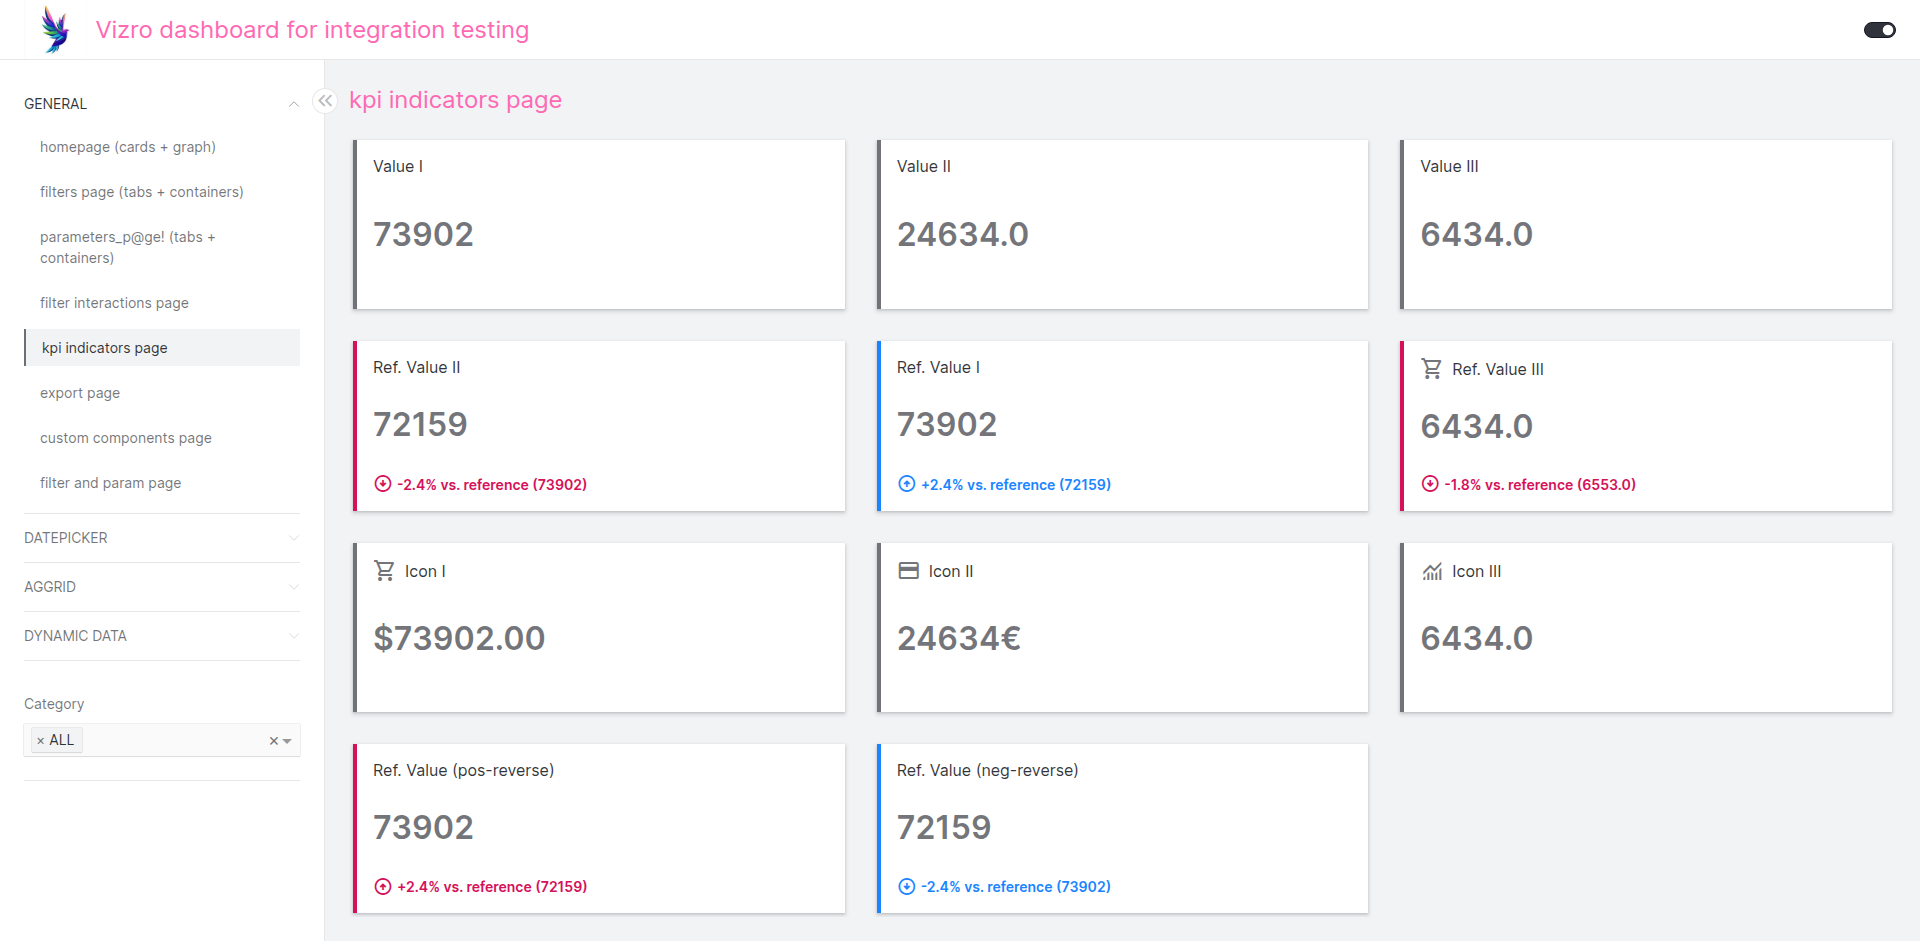 Vizro dashboard for integration testing
GENERAL
homepage (cards + graph)
filters page (tabs + containers)
parameters_p@ge! (tabs +
containers)
filter interactions page
kpi indicators page
export page
custom components page
filter and param page
DATEPICKER
AGGRID
DYNAMIC DATA
Category
× ALL
kpi indicators page
Value I
73902
Value II
24634.0
Value III
6434.0
Ref. Value II
72159
-2.4% vs. reference (73902)
Ref. Value I
73902
+2.4% vs. reference (72159)
Ref. Value III
6434.0
-1.8% vs. reference (6553.0)
Icon I
$73902.00
Icon II
24634€
Icon III
6434.0
Ref. Value (pos-reverse)
73902
+2.4% vs. reference (72159)
Ref. Value (neg-reverse)
72159
-2.4% vs. reference (73902)